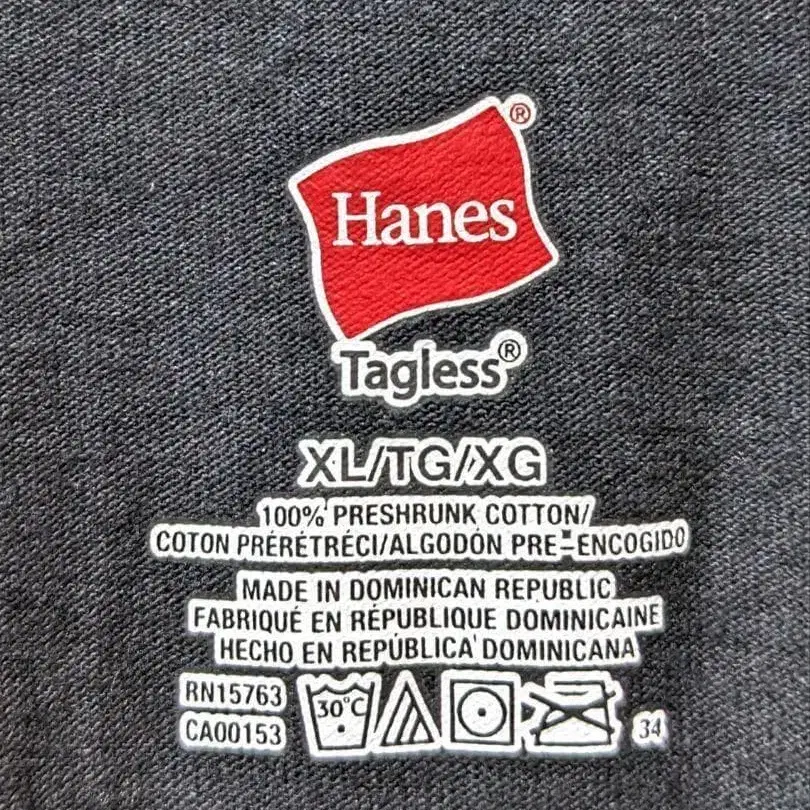 Hanes®
Tagless®
XL/TG/XG
100% PRESHRUNK COTTON/
COTON PRÉRÉTRÉCI/ALGODÓN PRE-ENCOGIDO
MADE IN DOMINICAN REPUBLIC
FABRIQUÉ EN RÉPUBLIQUE DOMINICAINE
HECHO EN REPÚBLICA DOMINICANA
RN15763
CA00153
30°C
34